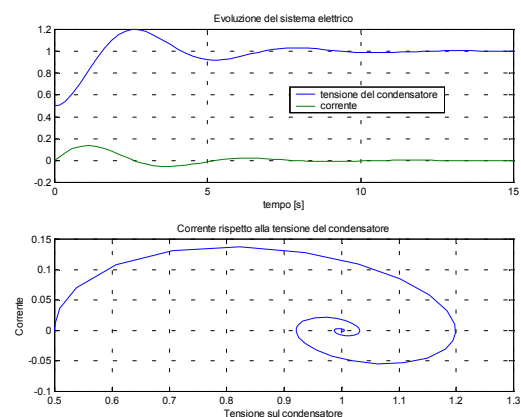 Evoluzione del sistema elettrico
1.2
1
0.8
0.6
0.4
0.2
0
-0.2
tensione del condensatore
corrente
0 5 10 15
tempo [s]
Corrente rispetto alla tensione del condensatore
Corrente
0.15
0.1
0.05
0
-0.05
-0.1
0.5 0.6 0.7 0.8 0.9 1 1.1 1.2 1.3
Tensione sul condensatore